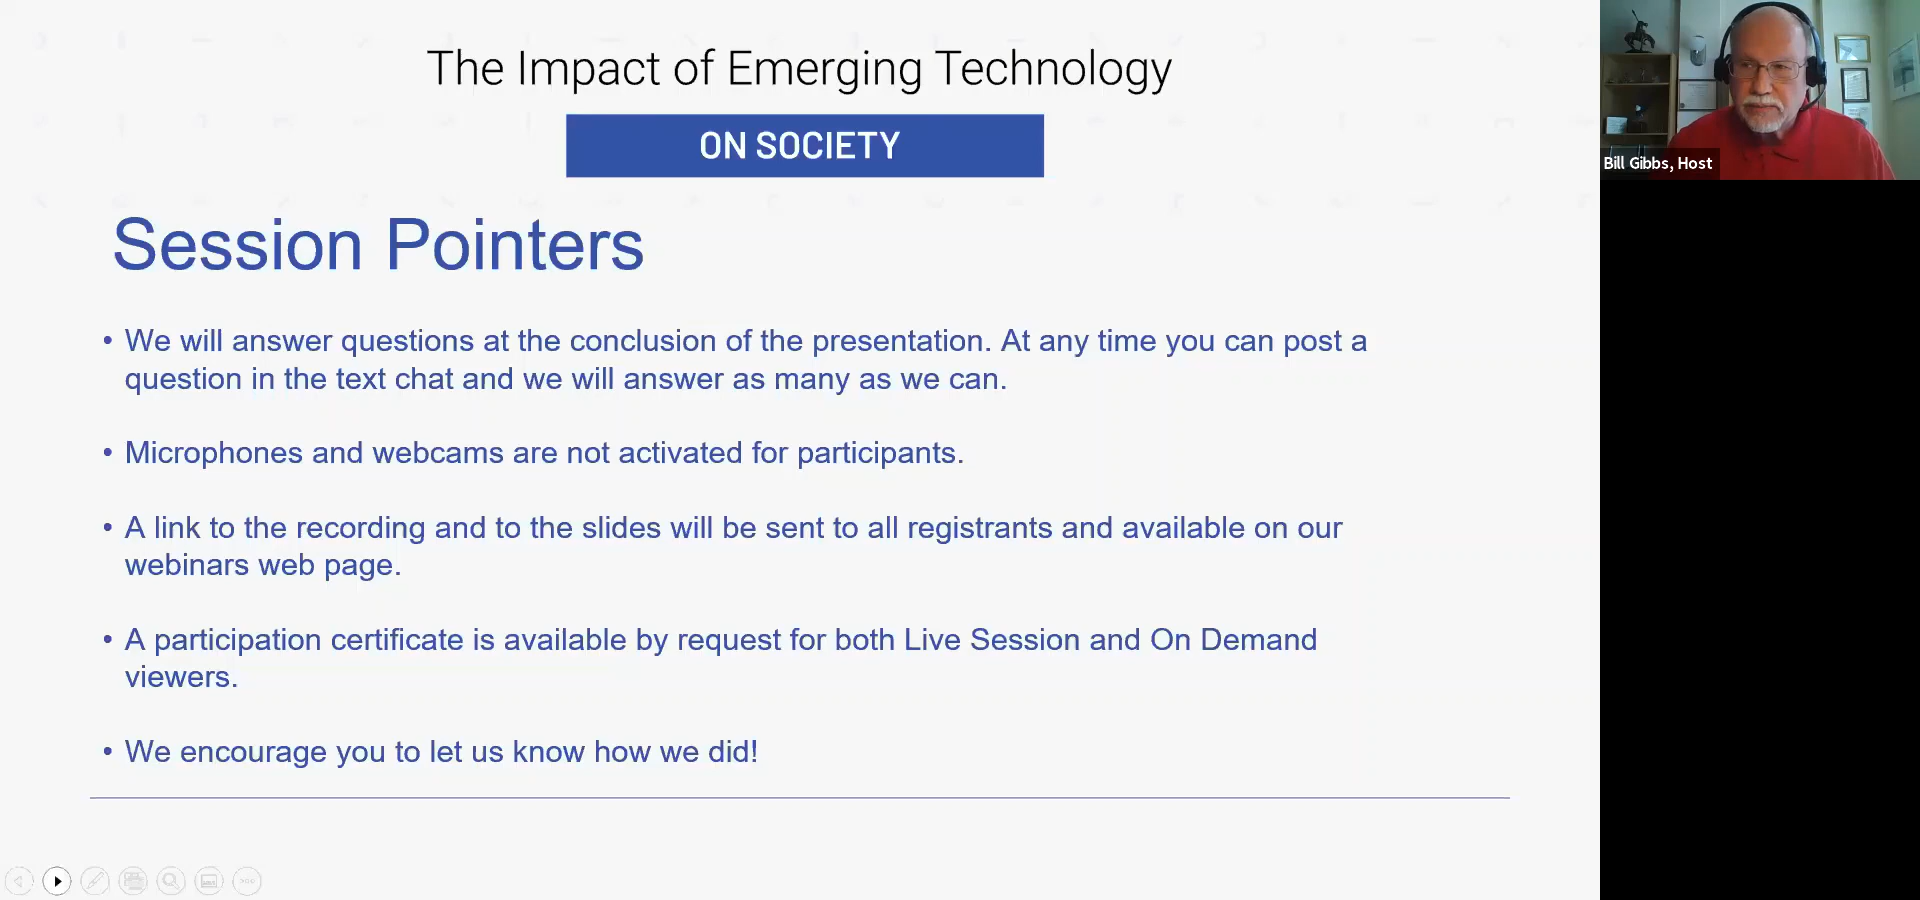 The Impact of Emerging Technology
ON SOCIETY
Bill Gibbs, Host
Session Pointers
• We will answer questions at the conclusion of the presentation. At any time you can post a
question in the text chat and we will answer as many as we can.
• Microphones and webcams are not activated for participants.
• A link to the recording and to the slides will be sent to all registrants and available on our
webinars web page.
• A participation certificate is available by request for both Live Session and On Demand
viewers.
• We encourage you to let us know how we did!